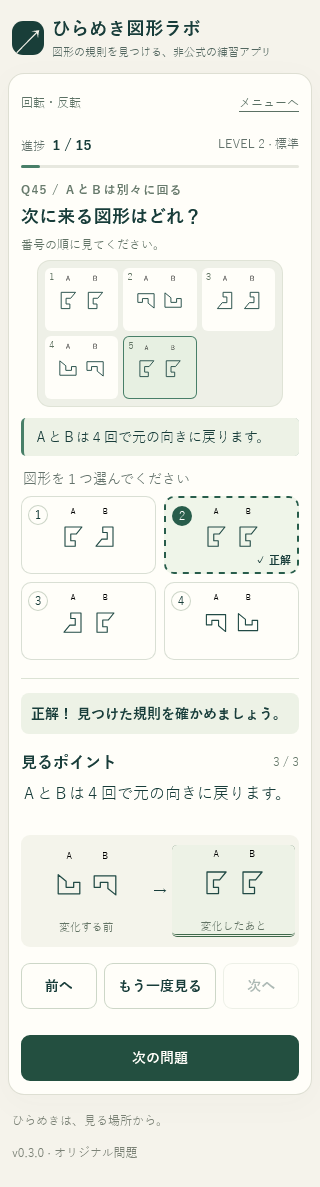 ひらめき図形ラボ
図形の規則を見つける、非公式の練習アプリ
回転・反転 メニューへ
進捗 1 / 15 LEVEL 2 · 標準
Q45 / AとBは別々に回る
次に来る図形はどれ？
番号の順に見てください。
1 A B 2 A B 3 A B
4 A B 5 A B
AとBは4回で元の向きに戻ります。
図形を1つ選んでください
1 A B 2 A B
✓ 正解
3 A B 4 A B
正解！ 見つけた規則を確かめましょう。
見るポイント 3 / 3
AとBは4回で元の向きに戻ります。
A B → A B
変化する前 変化したあと
前へ もう一度見る 次へ
次の問題
ひらめきは、見る場所から。
v0.3.0 · オリジナル問題